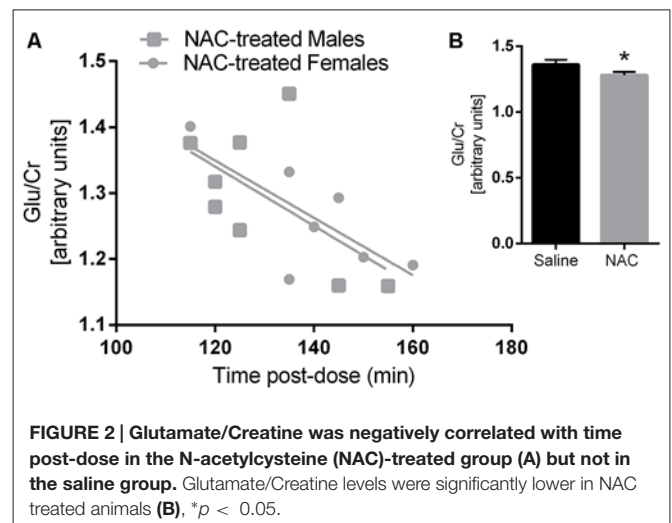 A
NAC-treated Males
NAC-treated Females
Glu/Cr
[arbitrary units]
1.5
1.4
1.3
1.2
1.1
100
120
140
160
180
Time post-dose (min)
B
Glu/Cr
[arbitrary units]
1.5
1.0
0.5
0.0
*
Saline
NAC
FIGURE 2 | Glutamate/Creatine was negatively correlated with time
post-dose in the N-acetylcysteine (NAC)-treated group (A) but not in
the saline group. Glutamate/Creatine levels were significantly lower in NAC
treated animals (B), *p < 0.05.